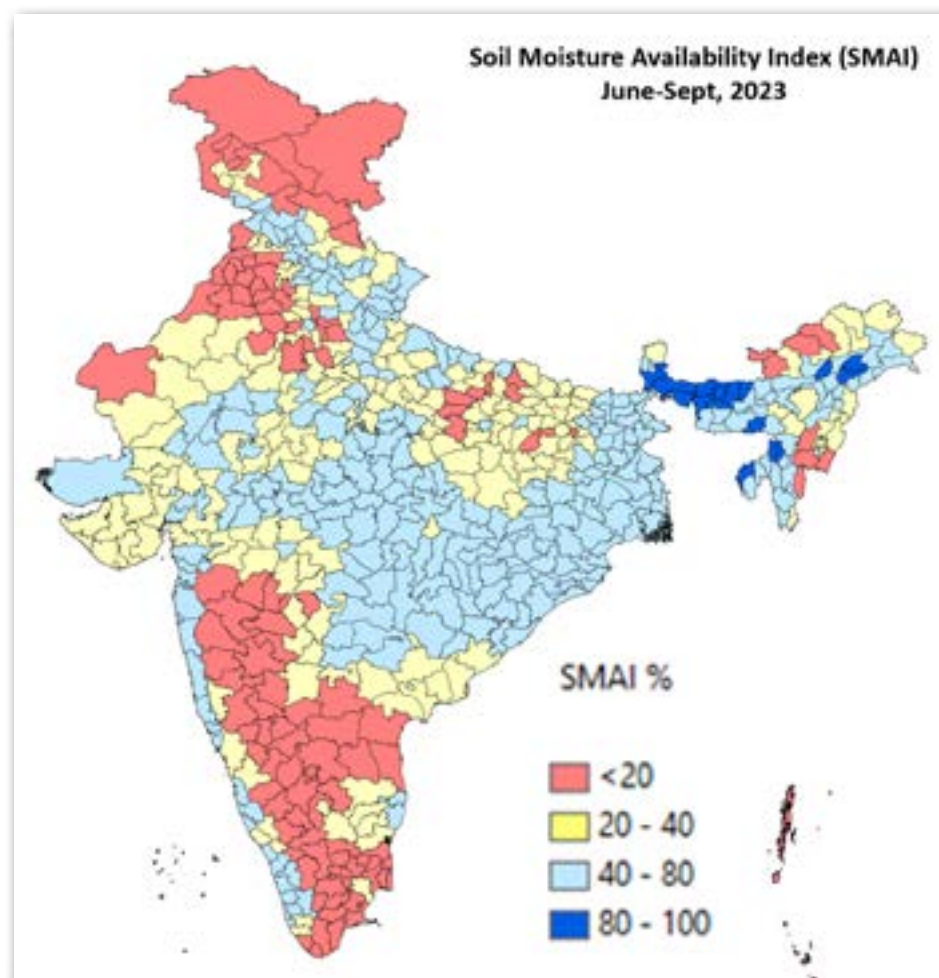 Soil Moisture Availability Index (SMAI)
June-Sept, 2023
SMAI %
<20
20 - 40
40 - 80
80 - 100